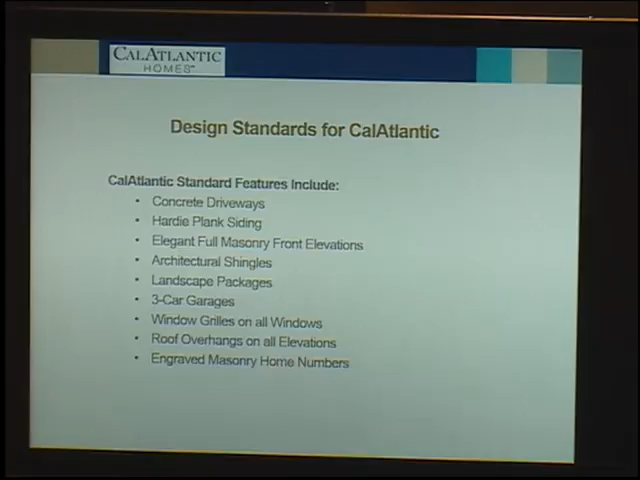 CALATLANTIC
HOMES
Design Standards for CalAtlantic
CalAtlantic Standard Features Include:
• Concrete Driveways
• Hardie Plank Siding
• Elegant Full Masonry Front Elevations
• Architectural Shingles
• Landscape Packages
• 3-Car Garages
• Window Grilles on all Windows
• Roof Overhangs on all Elevations
• Engraved Masonry Home Numbers